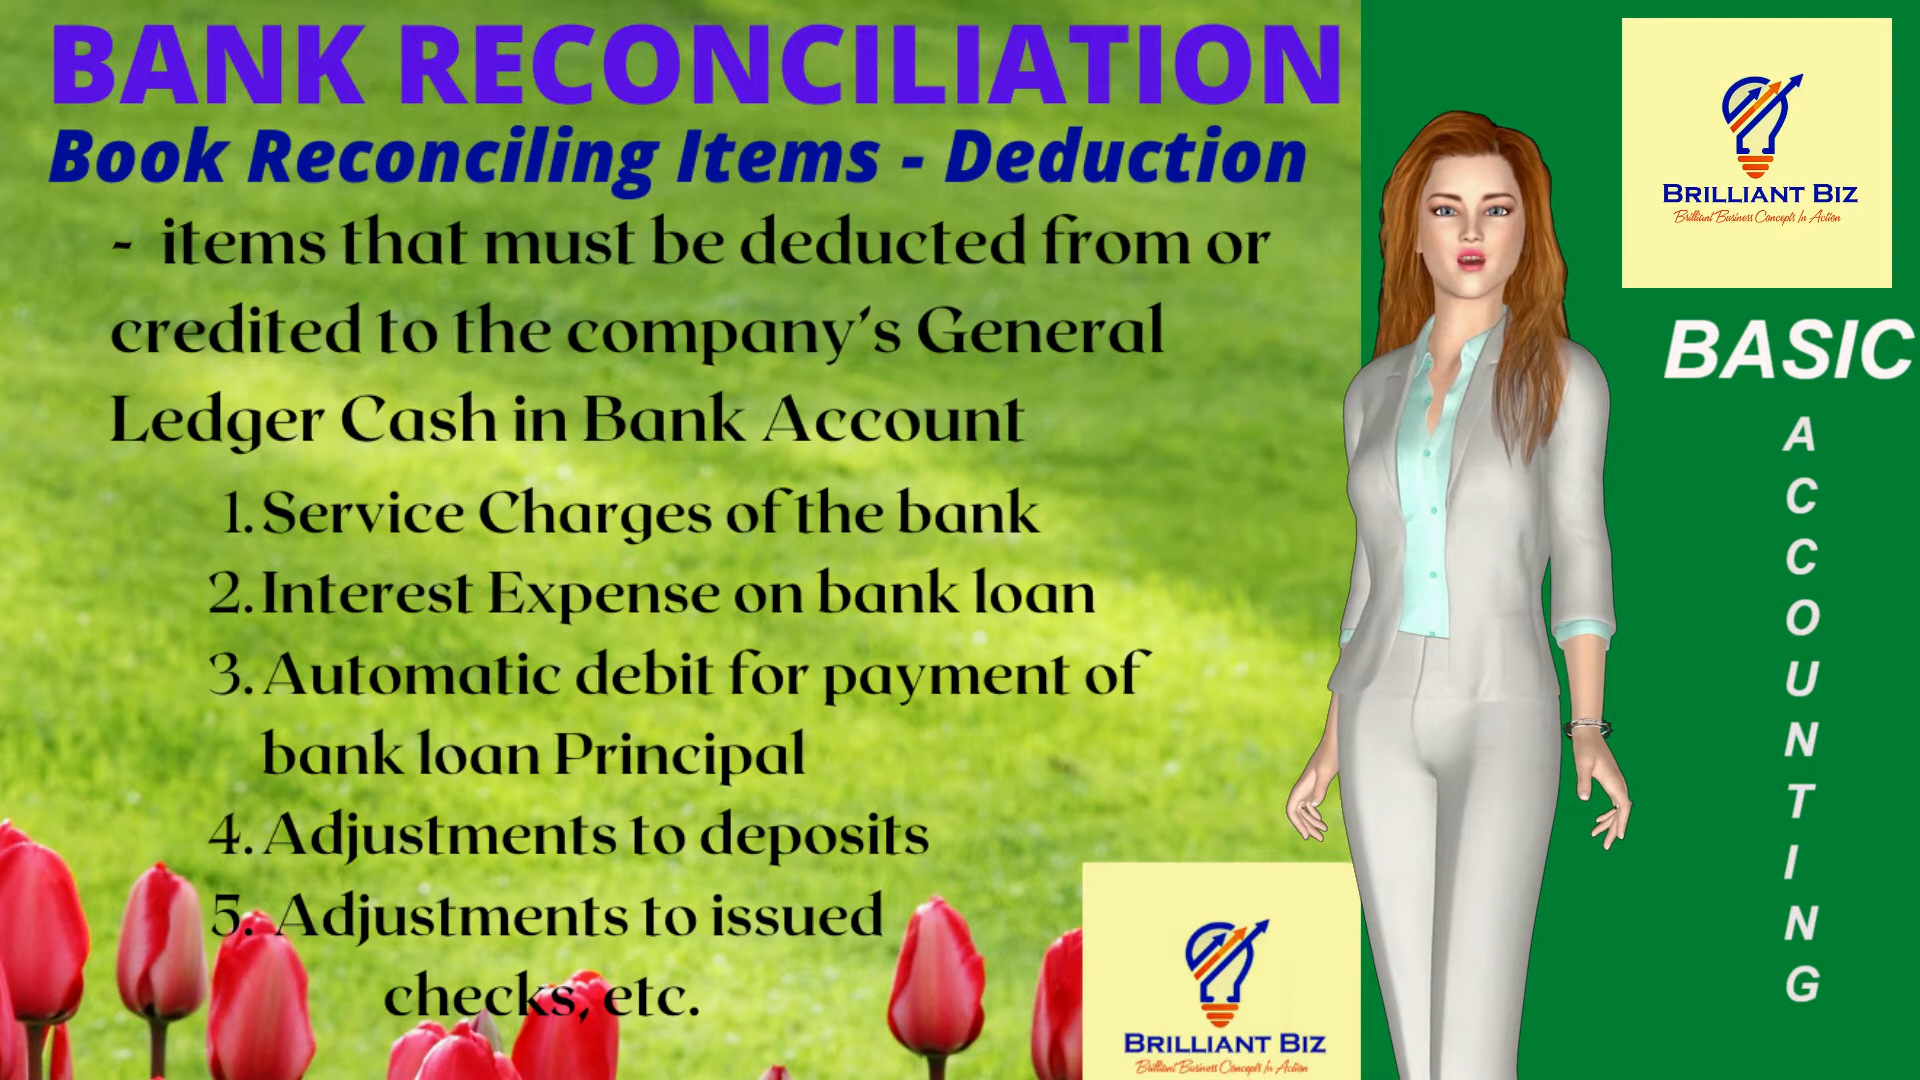 BANK RECONCILIATION
Book Reconciling Items - Deduction
- items that must be deducted from or
credited to the company's General
Ledger Cash in Bank Account
1. Service Charges of the bank
2. Interest Expense on bank loan
3. Automatic debit for payment of
bank loan Principal
4. Adjustments to deposits
5. Adjustments to issued
checks, etc.
BRILLIANT BIZ
Brilliant Business Concepts In Action
BRILLIANT BIZ
Brilliant Business Concepts In Action
BASIC
A
C
C
O
U
N
T
I
N
G